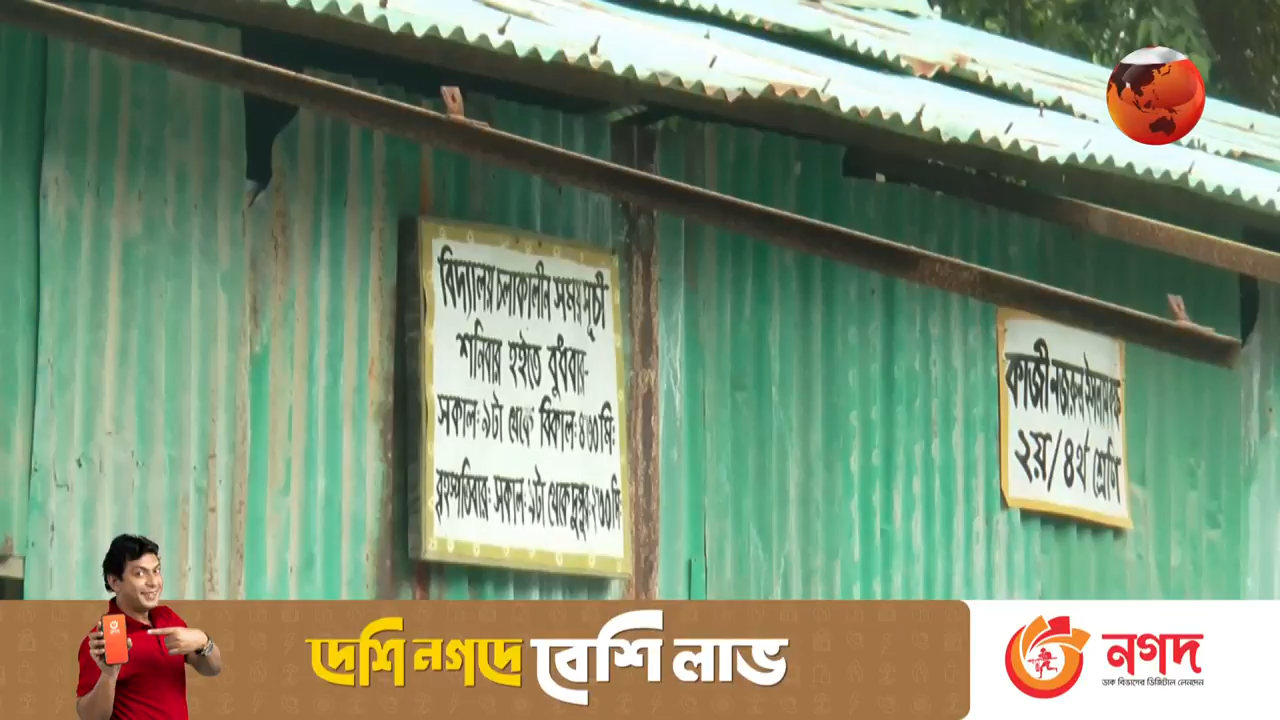 বিদ্যালয় চলাকালীন সময় সূচী
শনিবার হইতে বুধবার-
সকাল: ৯টা থেকে বিকাল: ৪:৩০মি:
বৃহস্পতিবার: সকাল: ৯টা থেকে দুপুর: ২:৩০মি
কাজী নজরুল ইসলাম কক্ষ
২য়/৪র্থ শ্রেণি
দেশি নগদে বেশি লাভ
নগদ
ডাক বিভাগের ডিজিটাল লেনদেন